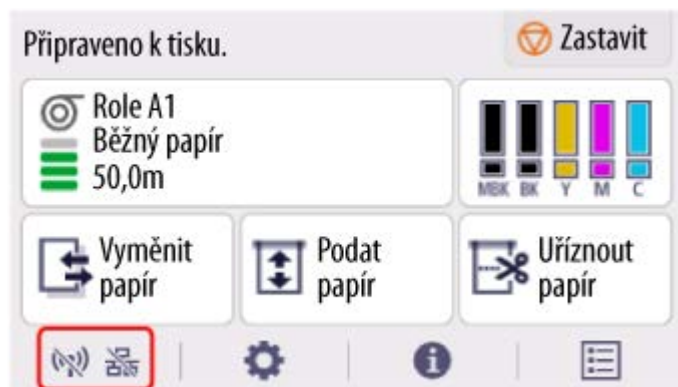 Připraveno k tisku.
Zastavit
Role A1
Běžný papír
50,0m
MBK BK Y M C
Vyměnit
papír
Podat
papír
Uříznout
papír